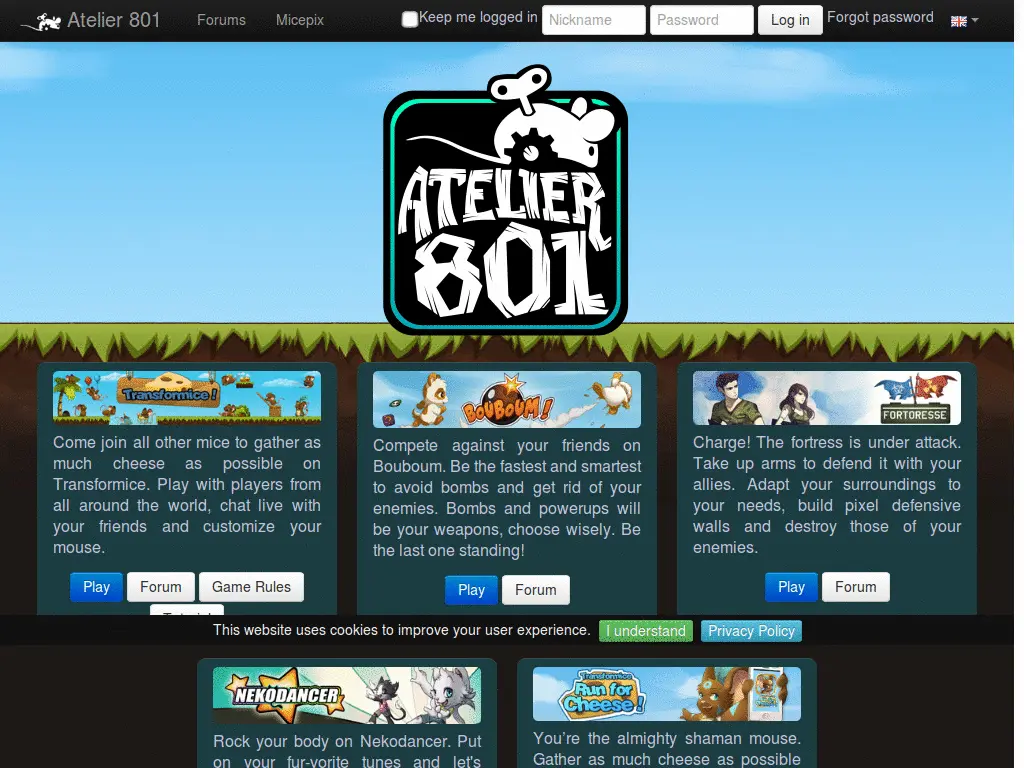 Atelier 801 Forums Micepix Keep me logged in Nickname Password Log in Forgot password
ATELIER
801
Transformice !
Come join all other mice to gather as
much cheese as possible on
Transformice. Play with players from
all around the world, chat live with
your friends and customize your
mouse.
Play Forum Game Rules
BOUBOUM!
Compete against your friends on
Bouboum. Be the fastest and smartest
to avoid bombs and get rid of your
enemies. Bombs and powerups will
be your weapons, choose wisely. Be
the last one standing!
Play Forum
FORTORESSE
Charge! The fortress is under attack.
Take up arms to defend it with your
allies. Adapt your surroundings to
your needs, build pixel defensive
walls and destroy those of your
enemies.
Play Forum
This website uses cookies to improve your user experience. I understand Privacy Policy
NEKODANCER
Rock your body on Nekodancer. Put
on your fur-vorite tunes and let's
Transformice
Run for
Cheese!
You're the almighty shaman mouse.
Gather as much cheese as possible